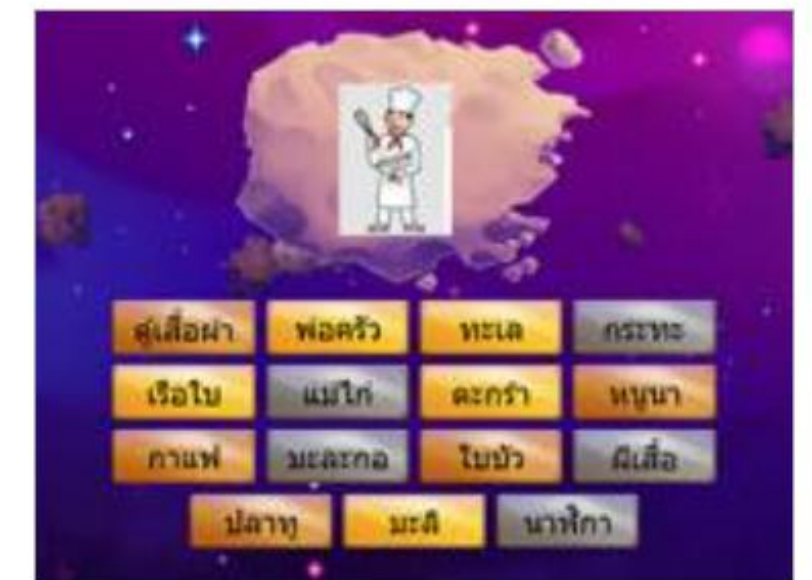 ตู้เสื้อผ้า พ่อครัว ทะเล กระทะ
เรือใบ แม่ไก่ ตะกร้า หนูนา
กาแฟ มะละกอ ใบบัว ผีเสื้อ
ปลาทู มะลิ นาฬิกา